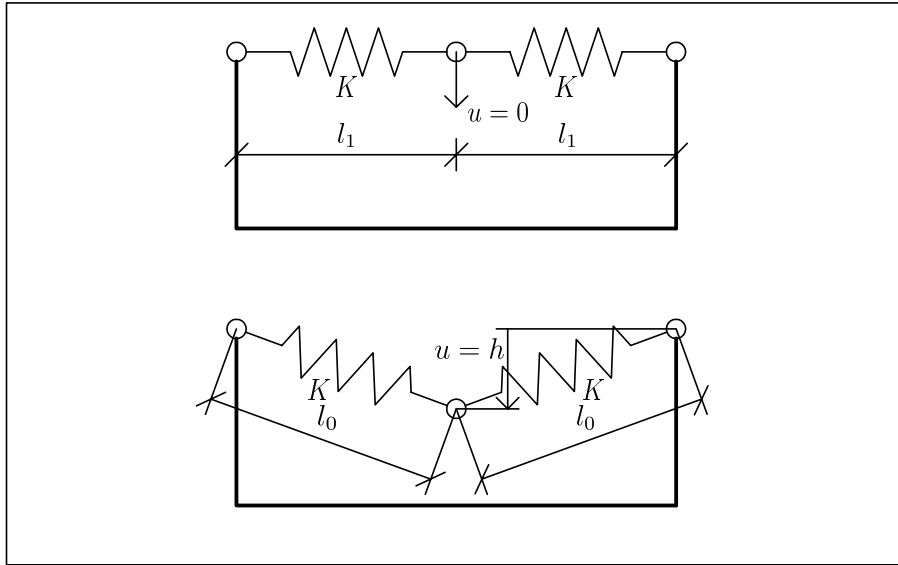 K K
u = 0
l₁ l₁
u = h
K K
l₀ l₀